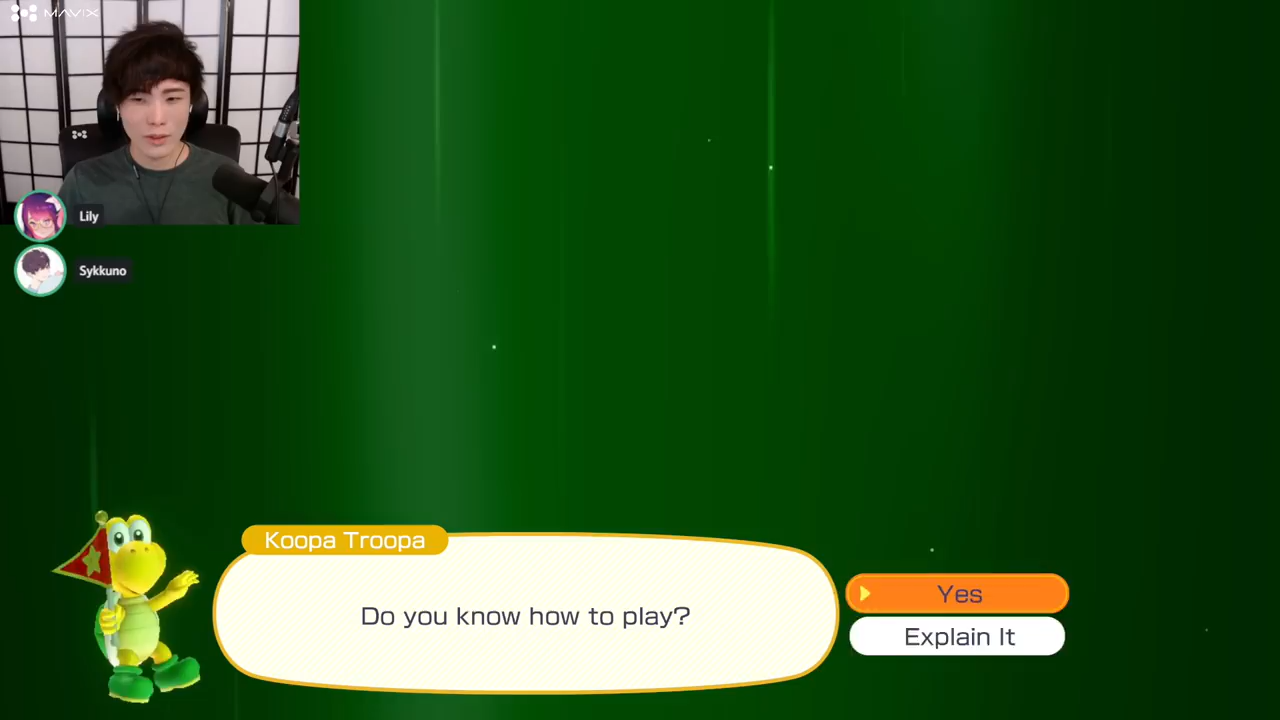 MAVIX
Lily
Sykkuno
Koopa Troopa
Do you know how to play?
Yes
Explain It